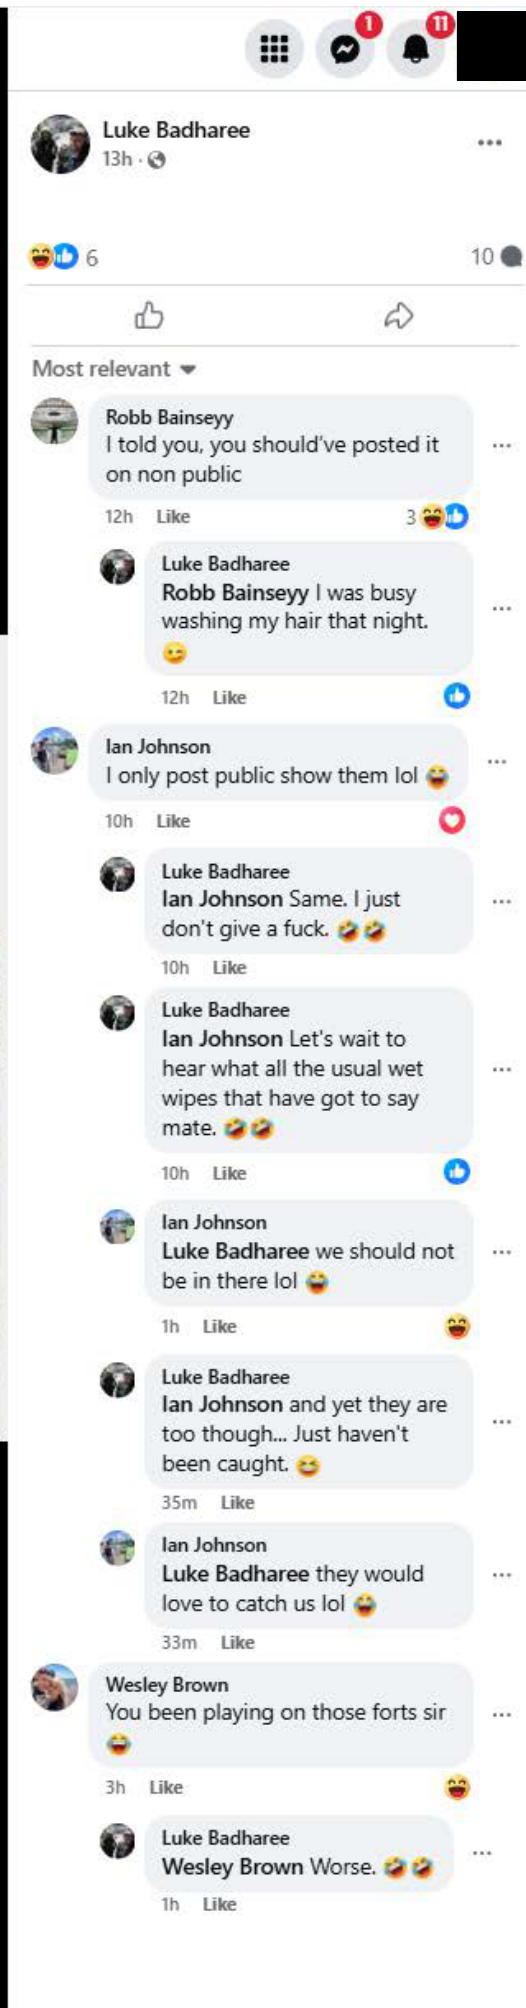 1
11
Luke Badharee
13h ·
6
10
Most relevant
Robb Bainseyy
I told you, you should've posted it
on non public
12h Like
3
Luke Badharee
Robb Bainseyy I was busy
washing my hair that night.
😉
12h Like
Ian Johnson
I only post public show them lol 😂
10h Like
Luke Badharee
Ian Johnson Same. I just
don't give a fuck. 🤣🤣
10h Like
Luke Badharee
Ian Johnson Let's wait to
hear what all the usual wet
wipes that have got to say
mate. 🤣🤣
10h Like
Ian Johnson
Luke Badharee we should not
be in there lol 😂
1h Like
Luke Badharee
Ian Johnson and yet they are
too though... Just haven't
been caught. 😆
35m Like
Ian Johnson
Luke Badharee they would
love to catch us lol 😂
33m Like
Wesley Brown
You been playing on those forts sir
😂
3h Like
Luke Badharee
Wesley Brown Worse. 🤣🤣
1h Like